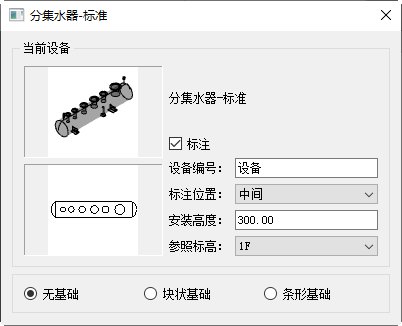 分集水器-标准
当前设备
分集水器-标准
标注
设备编号： 设备
标注位置： 中间
安装高度： 300.00
参照标高： 1F
无基础 块状基础 条形基础